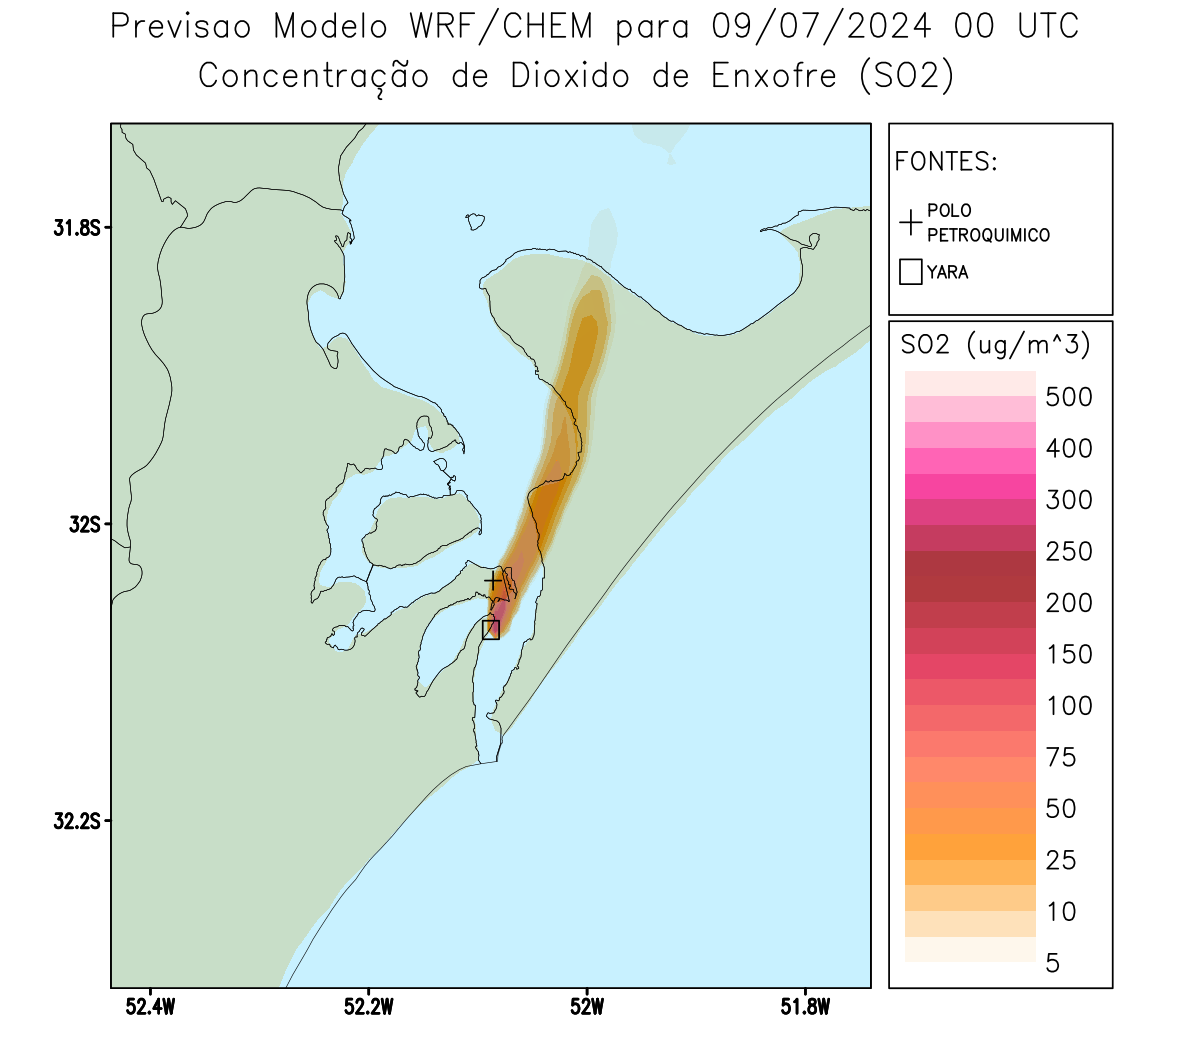 Previsao Modelo WRF/CHEM para 09/07/2024 00 UTC
Concentração de Dioxido de Enxofre (SO2)
FONTES:
POLO
PETROQUIMICO
YARA
SO2 (ug/m^3)
500
400
300
250
200
150
100
75
50
25
10
5
31.8S
32S
32.2S
52.4W
52.2W
52W
51.8W